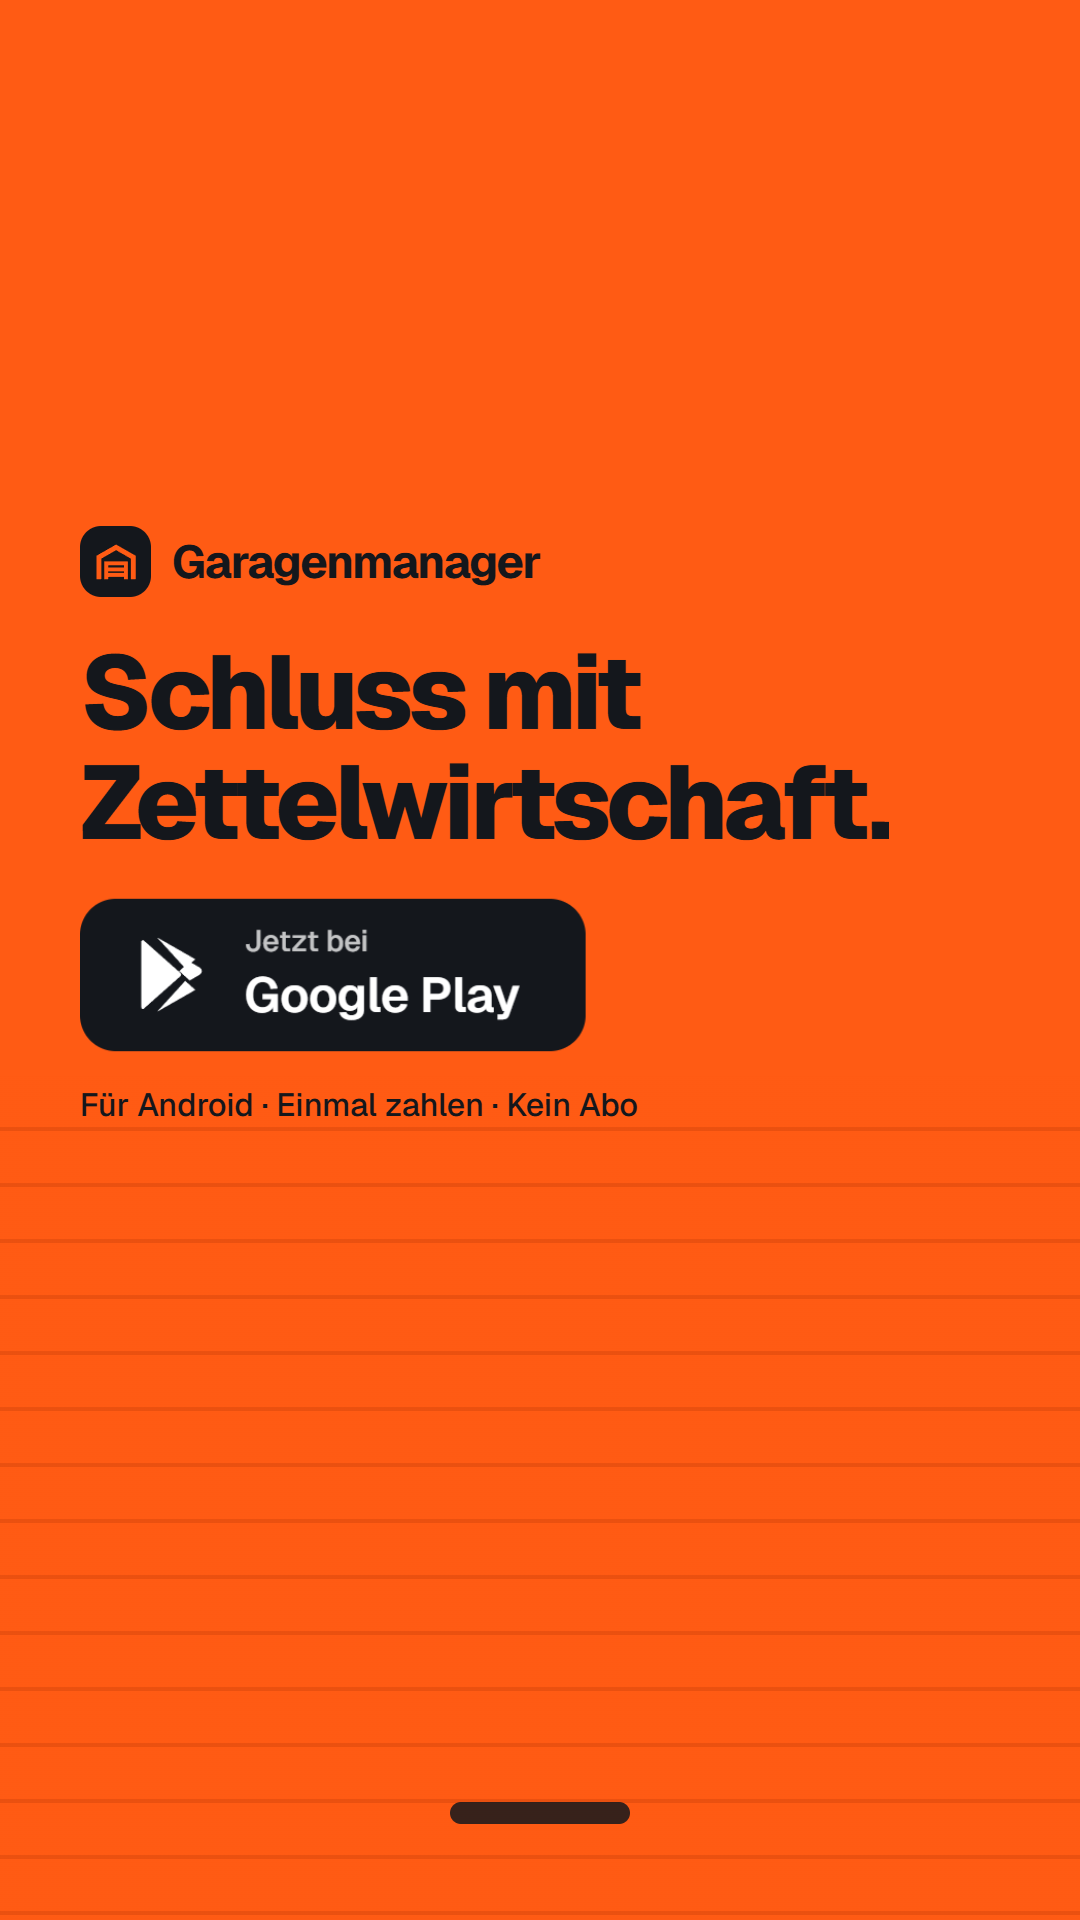 Garagenmanager
Schluss mit
Zettelwirtschaft.
Jetzt bei
Google Play
Für Android · Einmal zahlen · Kein Abo